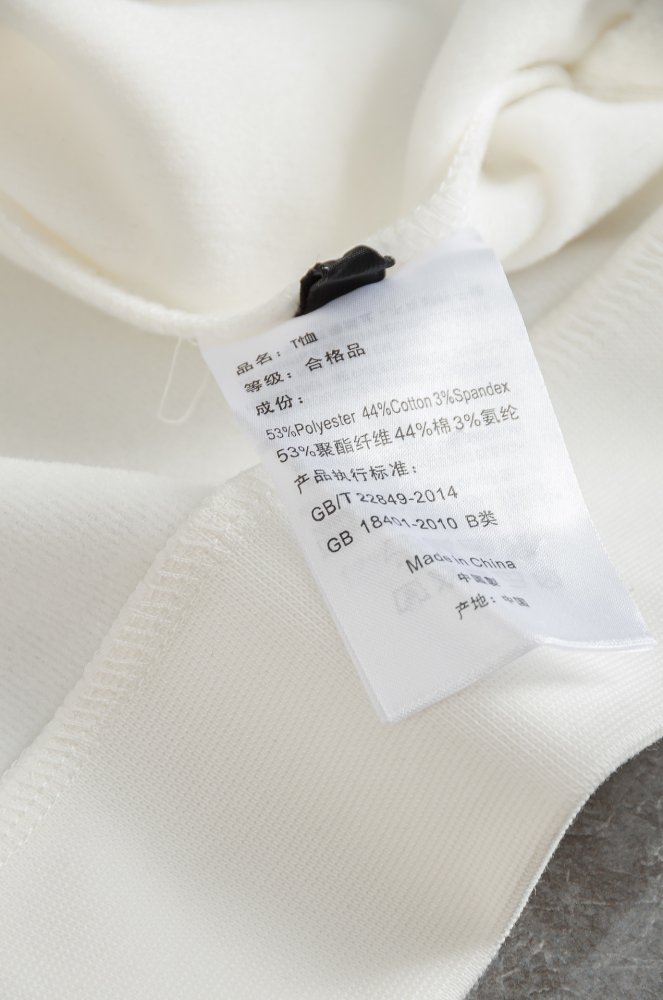 品名：T恤
等级：合格品
成份：
53%Polyester 44%Cotton 3%Spandex
53%聚酯纤维 44%棉 3%氨纶
产品执行标准：
GB/T 22849-2014
GB 18401-2010 B类
Made in China
中国製
产地：中国